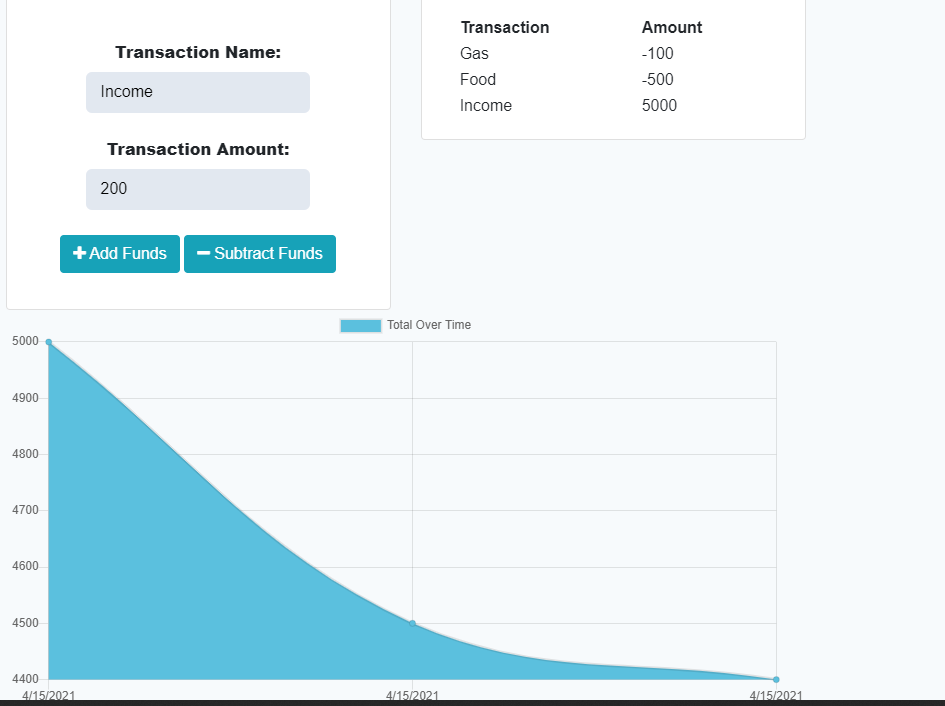 Transaction Name:
Income
Transaction Amount:
200
Add Funds
Subtract Funds
Transaction Amount
Gas -100
Food -500
Income 5000
Total Over Time
5000
4900
4800
4700
4600
4500
4400
4/15/2021 4/15/2021 4/15/2021